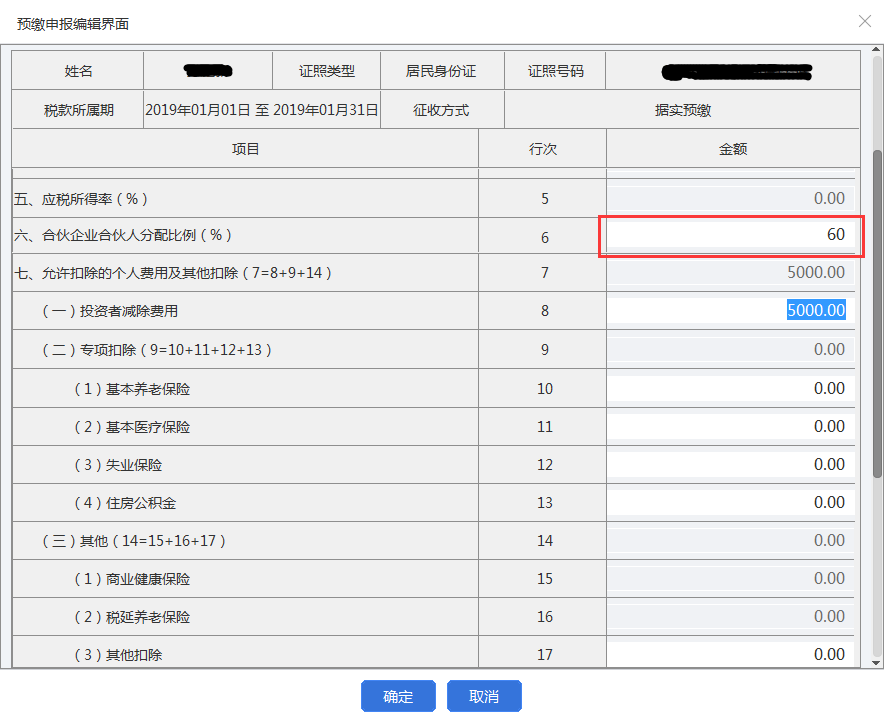 预缴申报编辑界面
姓名 证照类型 居民身份证 证照号码
税款所属期 2019年01月01日 至 2019年01月31日 征收方式 据实预缴
项目 行次 金额
五、应税所得率（%） 5 0.00
六、合伙企业合伙人分配比例（%） 6 60
七、允许扣除的个人费用及其他扣除（7=8+9+14） 7 5000.00
（一）投资者减除费用 8 5000.00
（二）专项扣除（9=10+11+12+13） 9 0.00
（1）基本养老保险 10 0.00
（2）基本医疗保险 11 0.00
（3）失业保险 12 0.00
（4）住房公积金 13 0.00
（三）其他（14=15+16+17） 14 0.00
（1）商业健康保险 15 0.00
（2）税延养老保险 16 0.00
（3）其他扣除 17 0.00
确定 取消